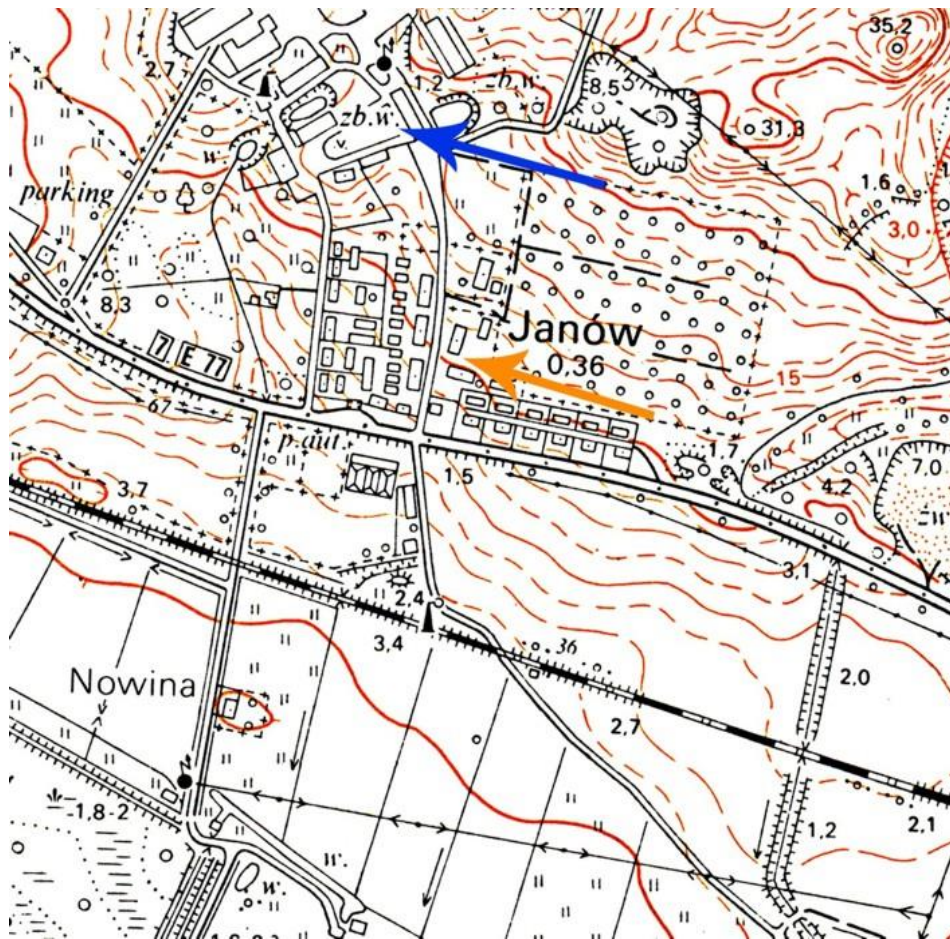 35,2
2,7
8,5
1,2
zb.w.
zb.w.
31,3
w
parking
1.6
3,0
8,3
Janów
0.36
7
E 77
15
67
p.aut.
1,7
3,7
1,5
4,2
7,0
zw
3,1
2,4
3,4
36
2,0
Nowina
2,7
1,8-2
1,2
2,1
w.
w.